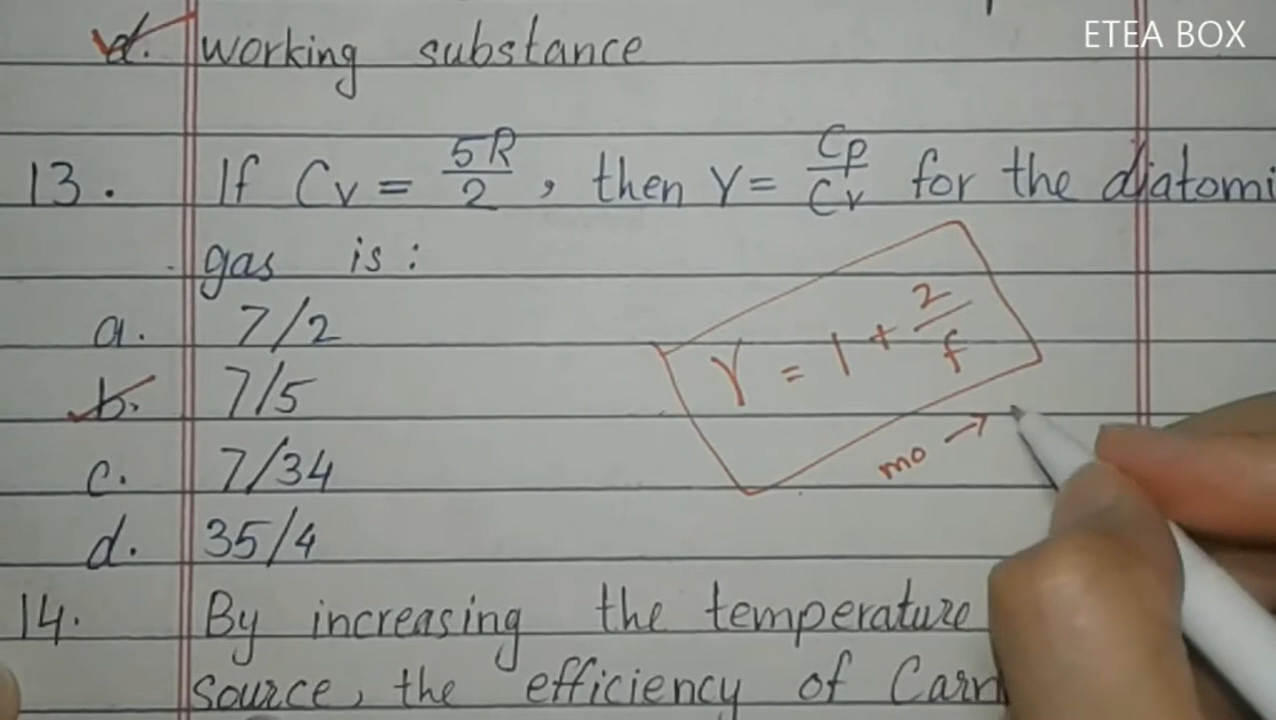 ETEA BOX
d. working substance
13. If Cv = 5R/2, then γ = Cp/Cv for the diatomi
gas is:
a. 7/2
b. 7/5
c. 7/34
d. 35/4
γ = 1 + 2/f
mo →
14. By increasing the temperature
source, the efficiency of Carn